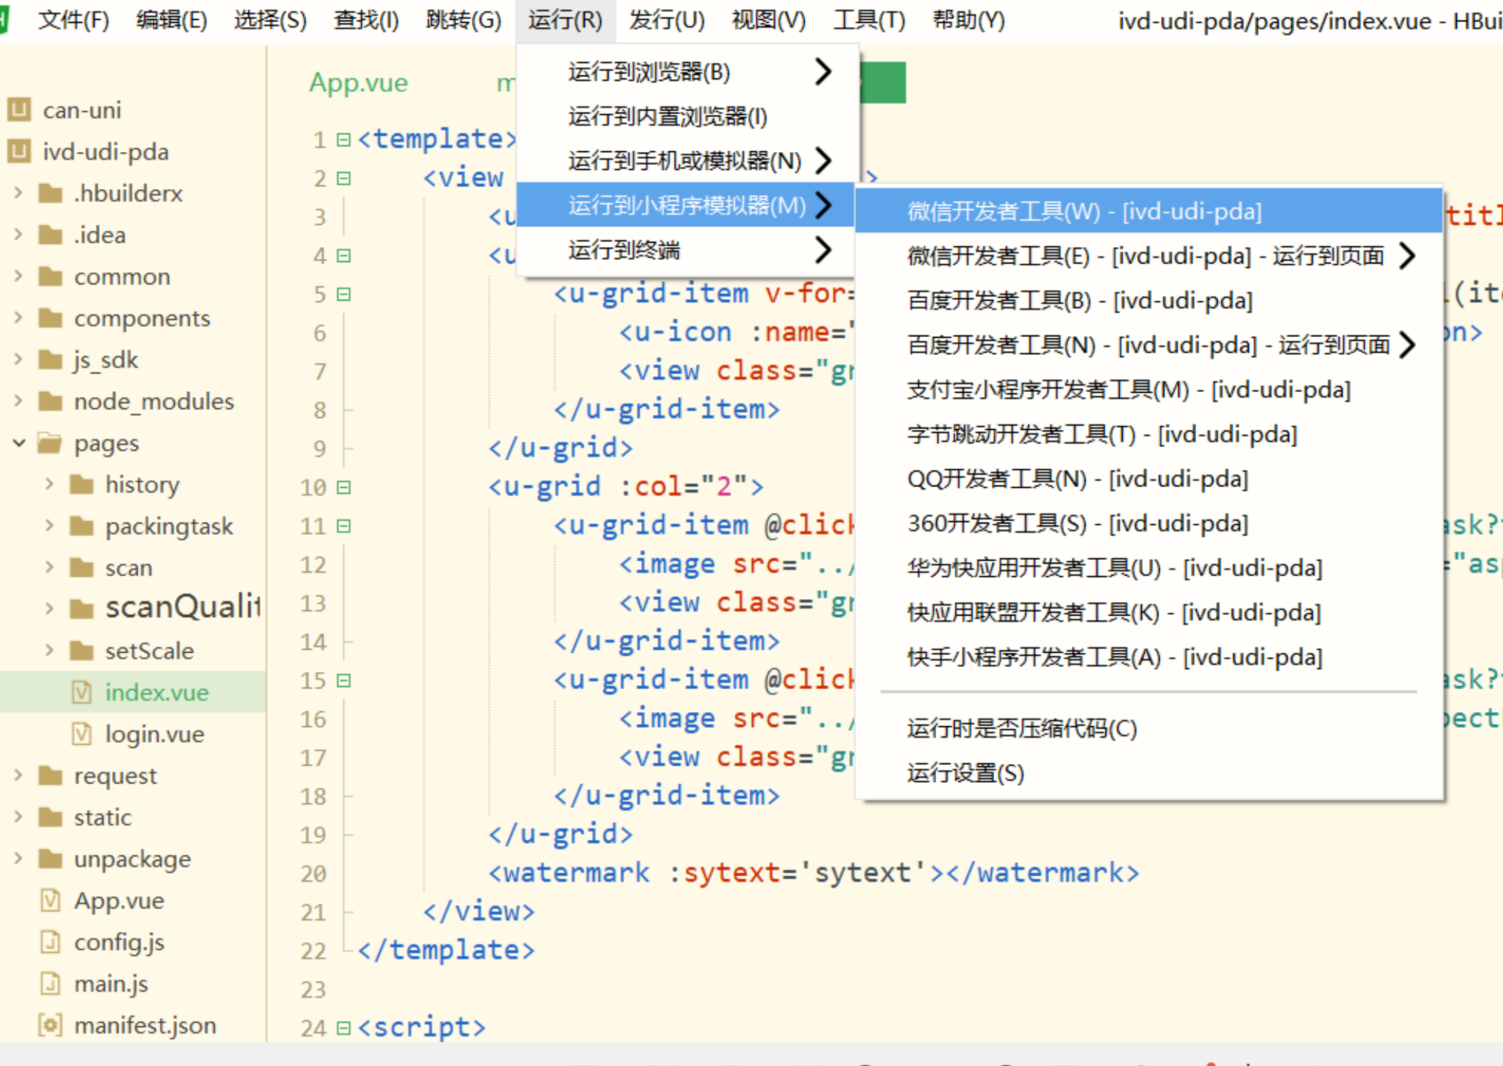 文件(F) 编辑(E) 选择(S) 查找(I) 跳转(G) 运行(R) 发行(U) 视图(V) 工具(T) 帮助(Y) ivd-udi-pda/pages/index.vue - HBui
can-uni
ivd-udi-pda
.hbuilderx
.idea
common
components
js_sdk
node_modules
pages
history
packingtask
scan
scanQualit
setScale
index.vue
login.vue
request
static
unpackage
App.vue
config.js
main.js
manifest.json
App.vue m
1 <template>
2 <view >
3 <u titl
4 <u
5 <u-grid-item v-for= l(ite
6 <u-icon :name=" on>
7 <view class="gr
8 </u-grid-item>
9 </u-grid>
10 <u-grid :col="2">
11 <u-grid-item @click ask?
12 <image src="../ ="asp
13 <view class="gr
14 </u-grid-item>
15 <u-grid-item @click ask?
16 <image src="../ pect
17 <view class="gr
18 </u-grid-item>
19 </u-grid>
20 <watermark :sytext='sytext'></watermark>
21 </view>
22 </template>
23
24 <script>
运行到浏览器(B)
运行到内置浏览器(I)
运行到手机或模拟器(N)
运行到小程序模拟器(M)
运行到终端
微信开发者工具(W) - [ivd-udi-pda]
微信开发者工具(E) - [ivd-udi-pda] - 运行到页面
百度开发者工具(B) - [ivd-udi-pda]
百度开发者工具(N) - [ivd-udi-pda] - 运行到页面
支付宝小程序开发者工具(M) - [ivd-udi-pda]
字节跳动开发者工具(T) - [ivd-udi-pda]
QQ开发者工具(N) - [ivd-udi-pda]
360开发者工具(S) - [ivd-udi-pda]
华为快应用开发者工具(U) - [ivd-udi-pda]
快应用联盟开发者工具(K) - [ivd-udi-pda]
快手小程序开发者工具(A) - [ivd-udi-pda]
运行时是否压缩代码(C)
运行设置(S)